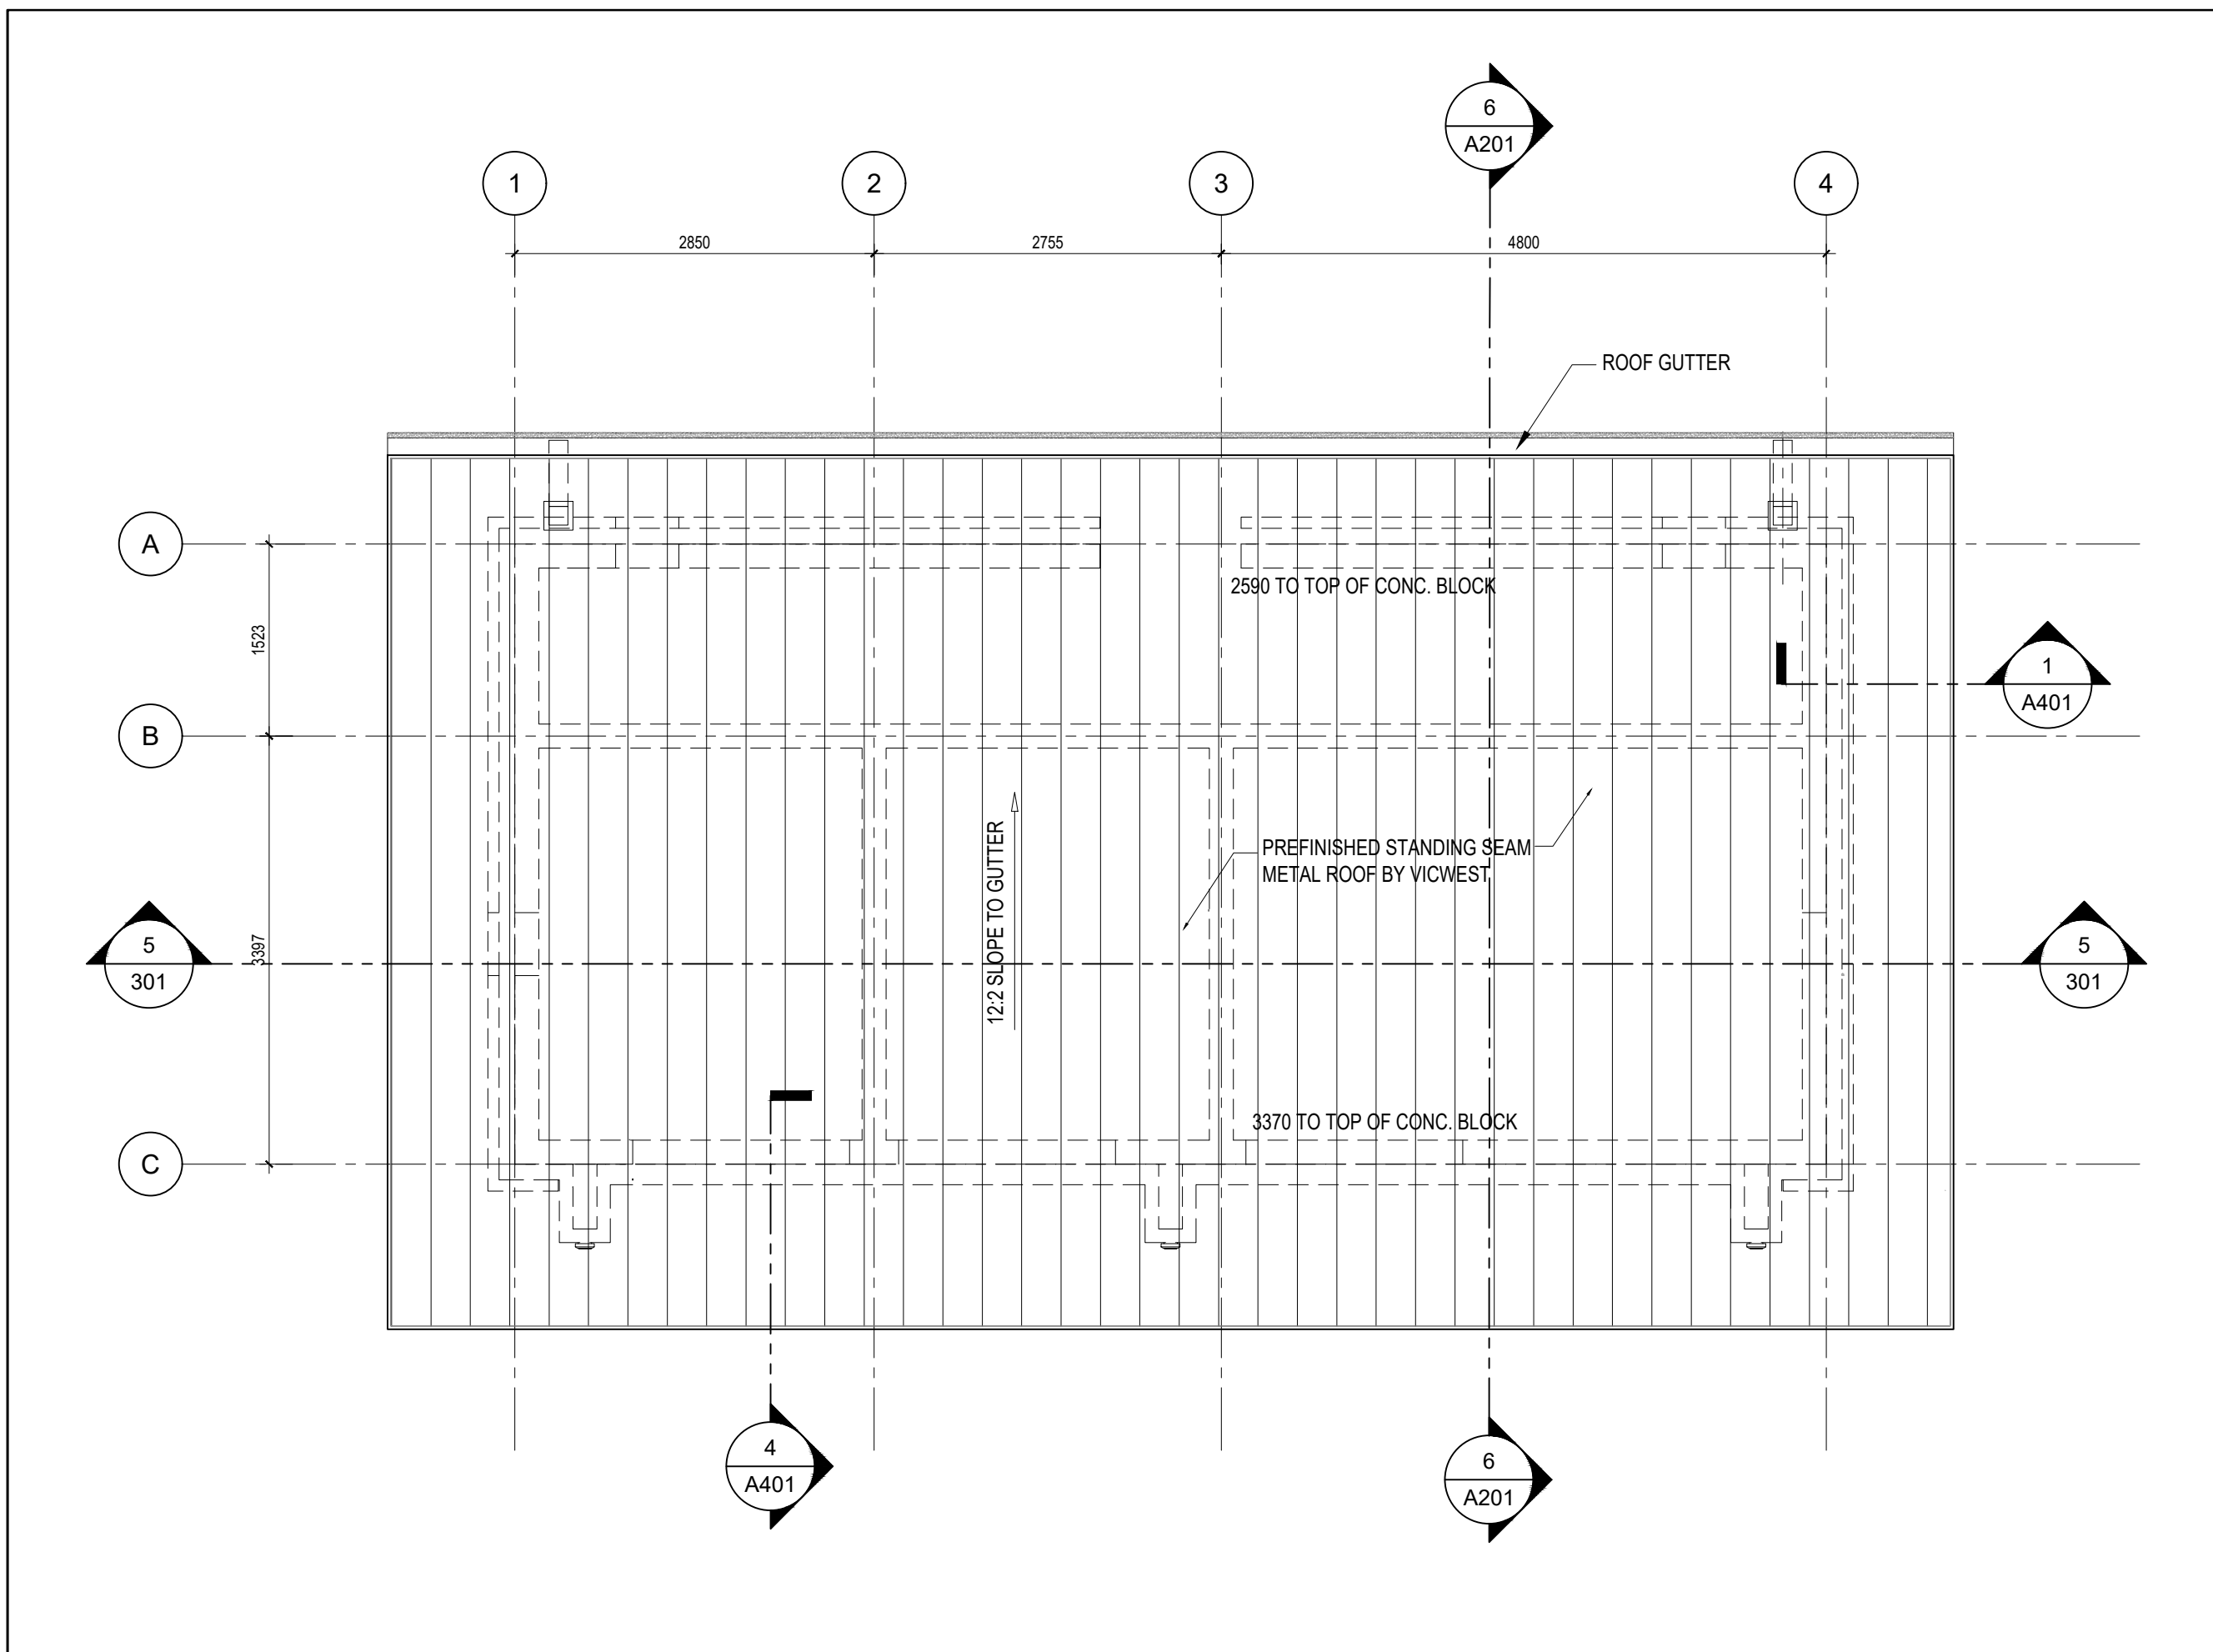 6
A201
1
2
3
4
2850
2755
4800
ROOF GUTTER
A
2590 TO TOP OF CONC. BLOCK
1523
1
A401
B
12:2 SLOPE TO GUTTER
PREFINISHED STANDING SEAM
METAL ROOF BY VICWEST
5
301
3397
5
301
3370 TO TOP OF CONC. BLOCK
C
4
A401
6
A201